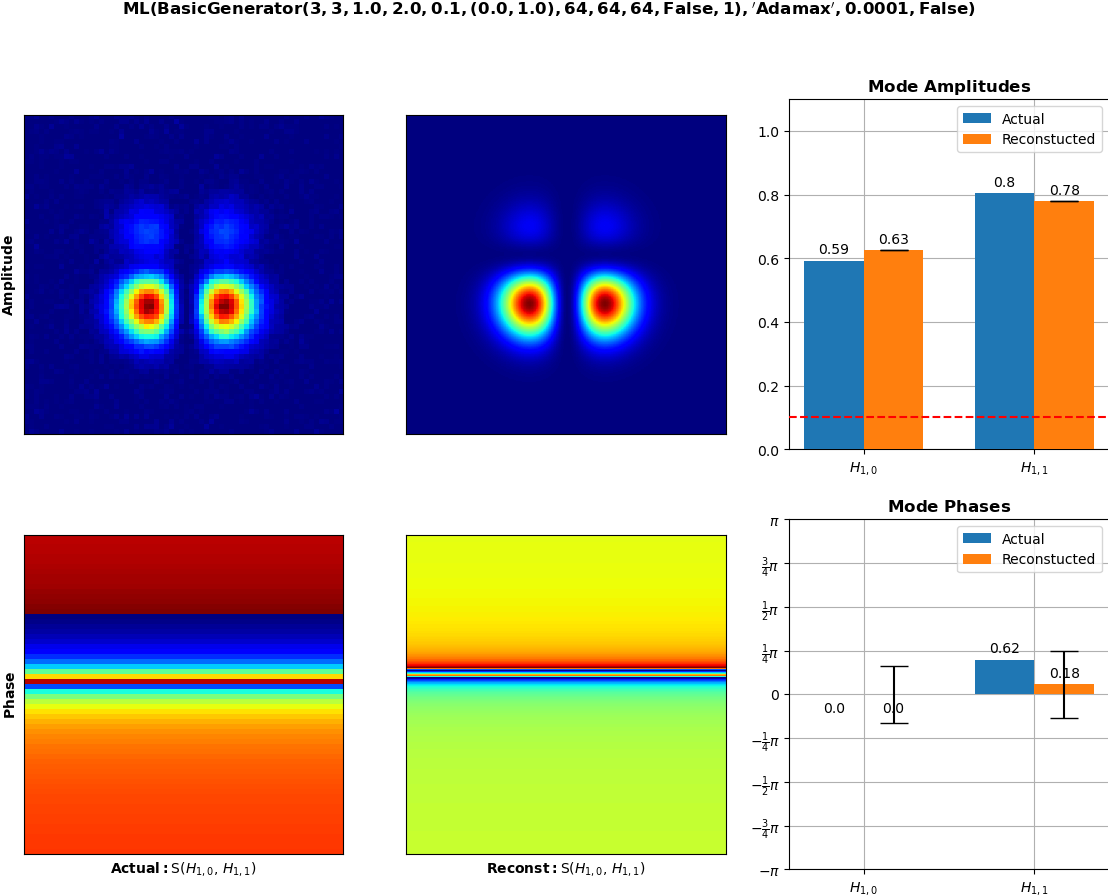 ML(BasicGenerator(3, 3, 1.0, 2.0, 0.1, (0.0, 1.0), 64, 64, 64, False, 1), ′Adamax′, 0.0001, False)
Amplitude
Mode Amplitudes
Actual
Reconstucted
1.0
0.8
0.6
0.4
0.2
0.0
0.59
0.63
0.8
0.78
H1, 0
H1, 1
Phase
Actual: S(H1, 0, H1, 1)
Reconst: S(H1, 0, H1, 1)
Mode Phases
Actual
Reconstucted
π
3/4π
1/2π
1/4π
0
−1/4π
−1/2π
−3/4π
−π
0.0
0.0
0.62
0.18
H1, 0
H1, 1